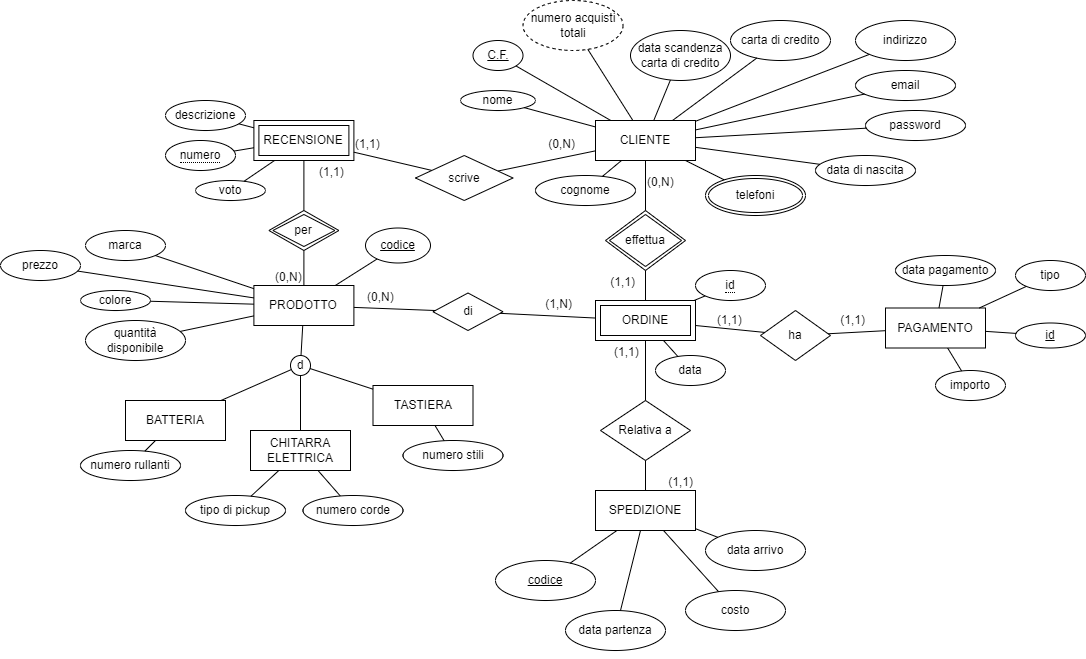 numero acquisti
totali
C.F.
data scandenza
carta di credito
carta di credito
indirizzo
nome
email
descrizione
RECENSIONE
(1,1)
(0,N)
CLIENTE
password
numero
(1,1)
scrive
data di nascita
voto
cognome
(0,N)
telefoni
per
effettua
marca
codice
prezzo
(0,N)
(1,1)
id
data pagamento
tipo
colore
PRODOTTO
(0,N)
di
(1,N)
ORDINE
(1,1)
ha
(1,1)
PAGAMENTO
id
quantità
disponibile
(1,1)
data
importo
d
BATTERIA
TASTIERA
CHITARRA
ELETTRICA
Relativa a
numero rullanti
numero stili
tipo di pickup
numero corde
(1,1)
SPEDIZIONE
data arrivo
codice
costo
data partenza